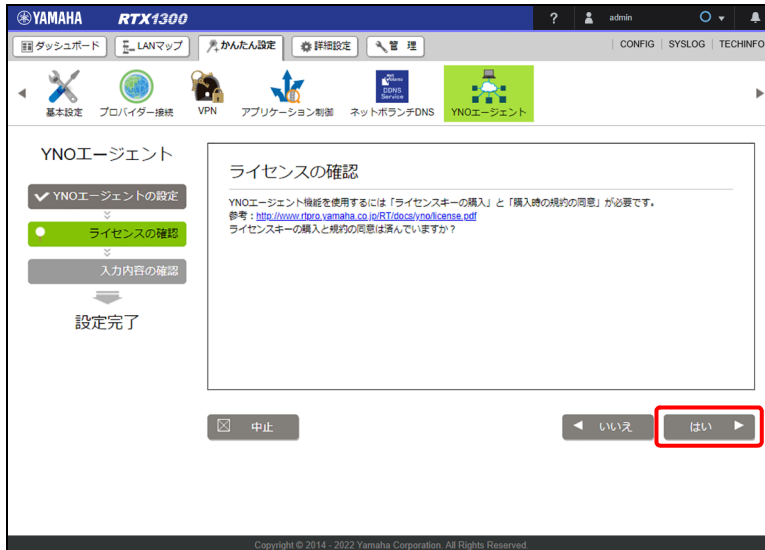 YAMAHA RTX1300 ? admin
ダッシュボード LANマップ かんたん設定 詳細設定 管 理 CONFIG SYSLOG TECHINFO
基本設定 プロバイダー接続 VPN アプリケーション制御 ネットボランチDNS YNOエージェント
Net Volante DDNS Service
YNOエージェント
YNOエージェントの設定
ライセンスの確認
入力内容の確認
設定完了
ライセンスの確認
YNOエージェント機能を使用するには「ライセンスキーの購入」と「購入時の規約の同意」が必要です。
参考：http://www.rtpro.yamaha.co.jp/RT/docs/yno/license.pdf
ライセンスキーの購入と規約の同意は済んでいますか？
中止 いいえ はい
Copyright © 2014 - 2022 Yamaha Corporation. All Rights Reserved.